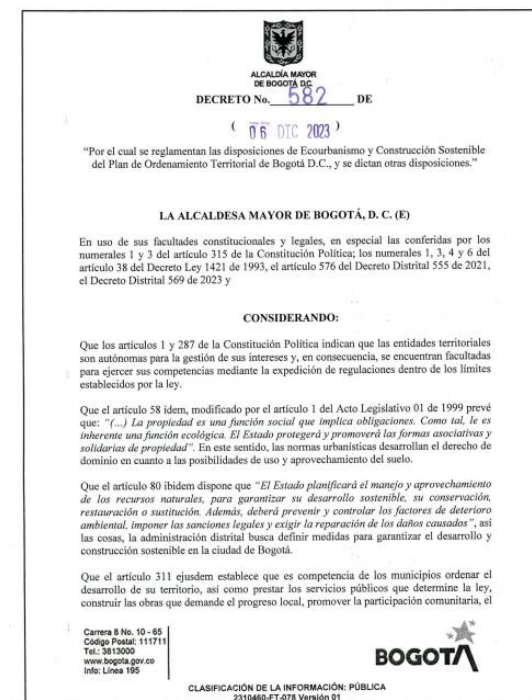 ALCALDÍA MAYOR
DE BOGOTÁ D.C.
DECRETO No. 582 DE
( 06 DIC 2023 )
“Por el cual se reglamentan las disposiciones de Ecourbanismo y Construcción Sostenible
del Plan de Ordenamiento Territorial de Bogotá D.C., y se dictan otras disposiciones.”
LA ALCALDESA MAYOR DE BOGOTÁ, D. C. (E)
En uso de sus facultades constitucionales y legales, en especial las conferidas por los
numerales 1 y 3 del artículo 315 de la Constitución Política; los numerales 1, 3, 4 y 6 del
artículo 38 del Decreto Ley 1421 de 1993, el artículo 576 del Decreto Distrital 555 de 2021,
el Decreto Distrital 569 de 2023 y
CONSIDERANDO:
Que los artículos 1 y 287 de la Constitución Política indican que las entidades territoriales
son autónomas para la gestión de sus intereses y, en consecuencia, se encuentran facultadas
para ejercer sus competencias mediante la expedición de regulaciones dentro de los límites
establecidos por la ley.
Que el artículo 58 idem, modificado por el artículo 1 del Acto Legislativo 01 de 1999 prevé
que: “(...) La propiedad es una función social que implica obligaciones. Como tal, le es
inherente una función ecológica. El Estado protegerá y promoverá las formas asociativas y
solidarias de propiedad”. En este sentido, las normas urbanísticas desarrollan el derecho de
dominio en cuanto a las posibilidades de uso y aprovechamiento del suelo.
Que el artículo 80 ibidem dispone que “El Estado planificará el manejo y aprovechamiento
de los recursos naturales, para garantizar su desarrollo sostenible, su conservación,
restauración o sustitución. Además, deberá prevenir y controlar los factores de deterioro
ambiental, imponer las sanciones legales y exigir la reparación de los daños causados”, así
las cosas, la administración distrital busca definir medidas para garantizar el desarrollo y
construcción sostenible en la ciudad de Bogotá.
Que el artículo 311 ejusdem establece que es competencia de los municipios ordenar el
desarrollo de su territorio, así como prestar los servicios públicos que determine la ley,
construir las obras que demande el progreso local, promover la participación comunitaria, el
Carrera 8 No. 10 - 65
Código Postal: 111711
Tel.: 3813000
www.bogota.gov.co
Info: Línea 195
BOGOTÁ
CLASIFICACIÓN DE LA INFORMACIÓN: PÚBLICA
2310460-FT-078 Versión 01